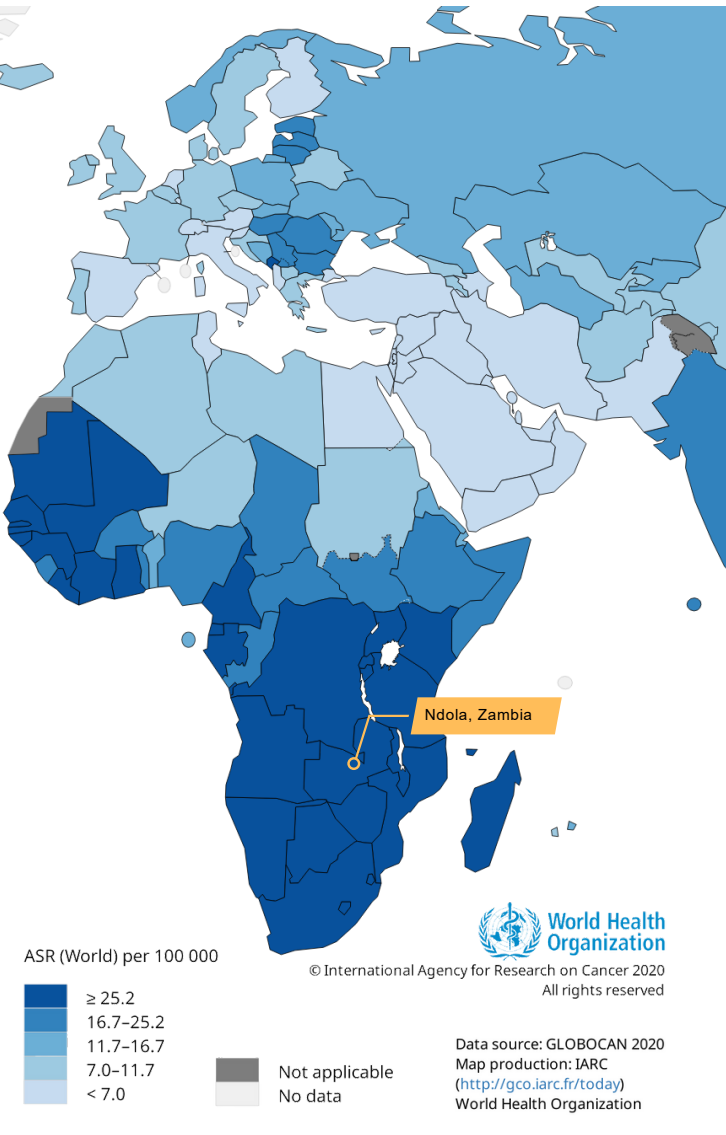 Ndola, Zambia
World Health
Organization
ASR (World) per 100 000
© International Agency for Research on Cancer 2020
All rights reserved
≥ 25.2
16.7–25.2
11.7–16.7
7.0–11.7
< 7.0
Not applicable
No data
Data source: GLOBOCAN 2020
Map production: IARC
(http://gco.iarc.fr/today)
World Health Organization